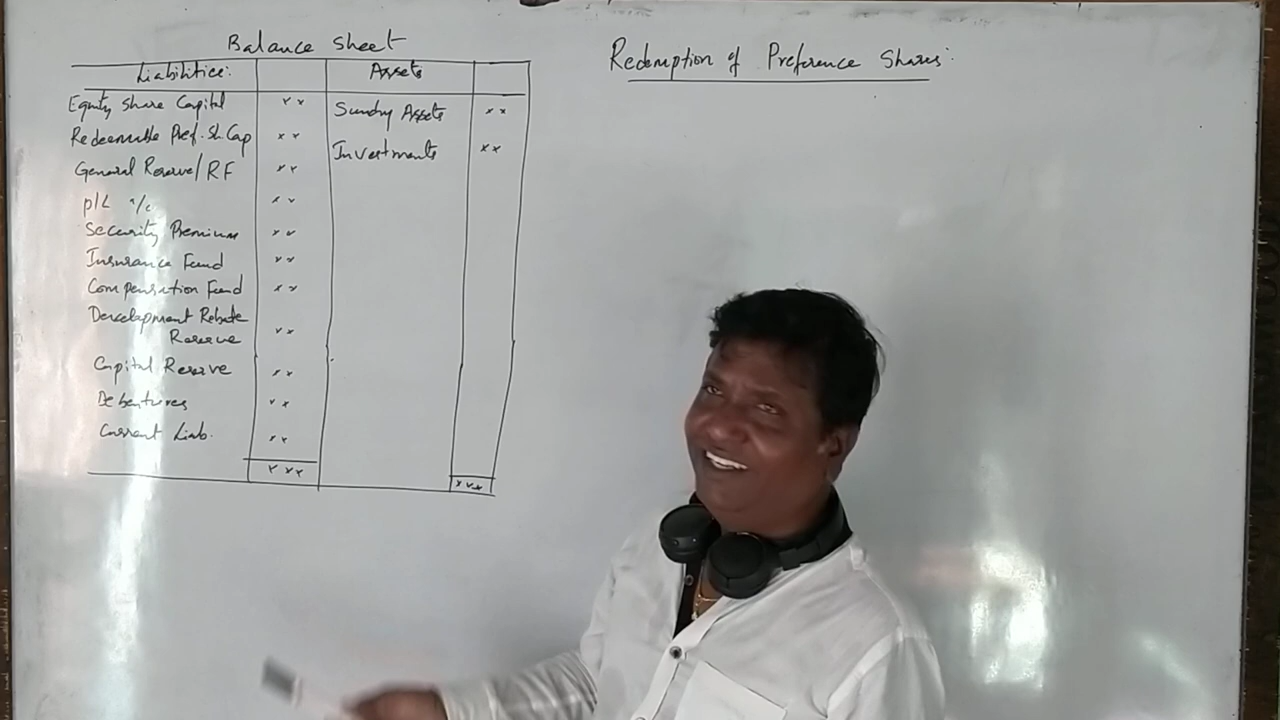 Balance Sheet
Liabilities: Assets
Equity Share Capital xx Sundry Assets xx
Redeemable Pref. Sh. Cap xx Investments xx
General Reserve/RF xx
P/L a/c xx
Security Premium xx
Insurance Fund xx
Compensation Fund xx
Development Rebate
Reserve xx
Capital Reserve xx
Debentures xx
Current Liab. xx
xxx xxx
Redemption of Preference Shares: